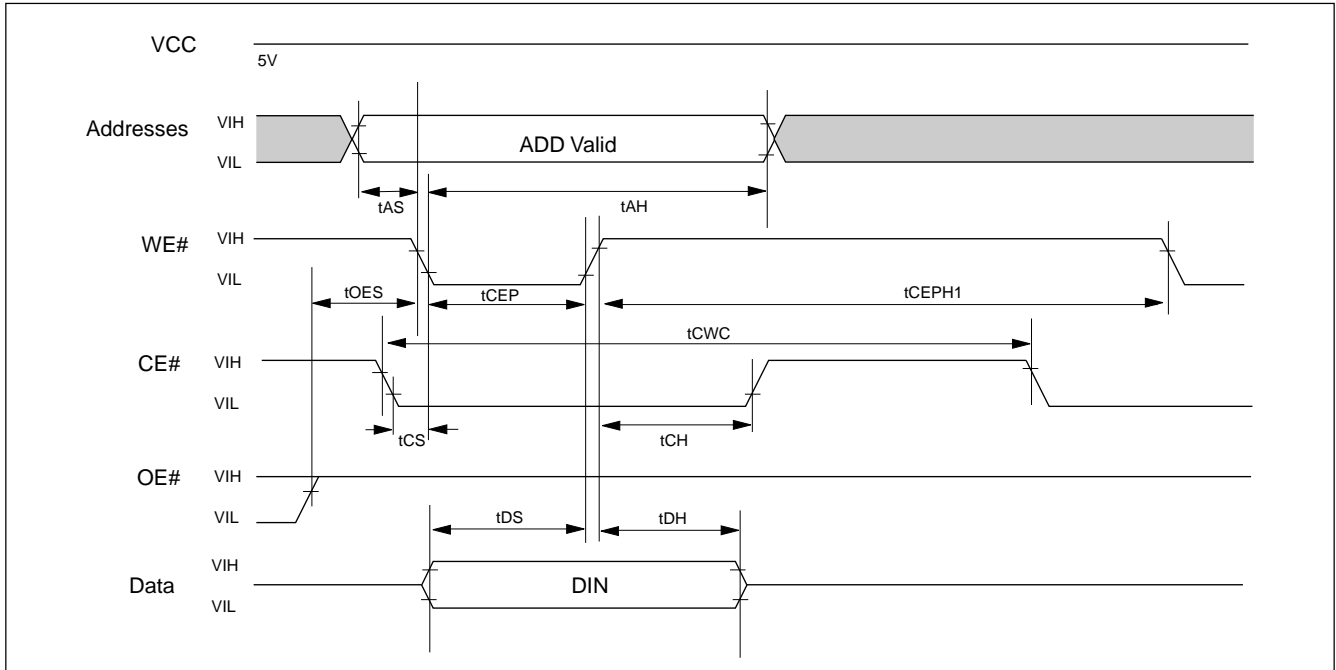 VCC
5V
Addresses
VIH
VIL
ADD Valid
tAS
tAH
WE#
VIH
VIL
tOES
tCEP
tCEPH1
tCWC
CE#
VIH
VIL
tCS
tCH
OE#
VIH
VIL
tDS
tDH
Data
VIH
VIL
DIN